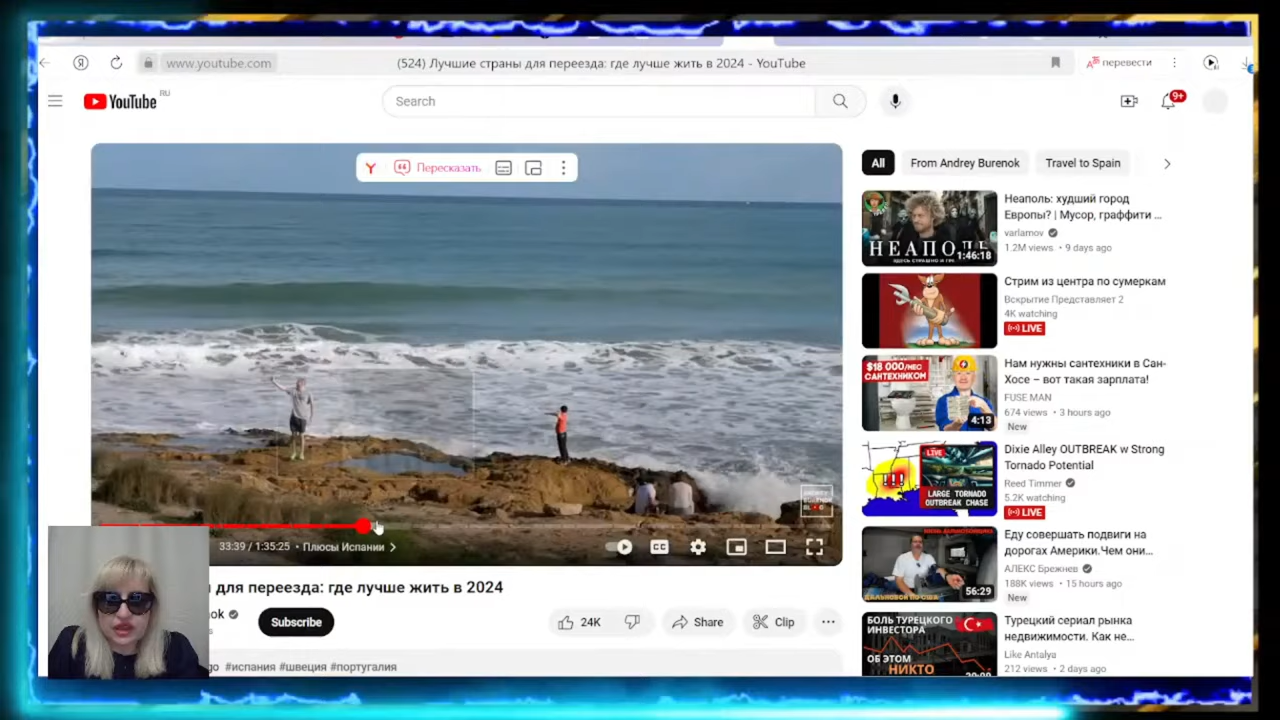 www.youtube.com
(524) Лучшие страны для переезда: где лучше жить в 2024 - YouTube
перевести
YouTube RU
Search
9+
Пересказать
All
From Andrey Burenok
Travel to Spain
33:39 / 1:35:25 • Плюсы Испании
CC
для переезда: где лучше жить в 2024
ok
Subscribe
24K
Share
Clip
#испания #швеция #португалия
НЕАПОЛЬ
ЗДЕСЬ СТРАШНО И ГРЯ
1:46:18
Неаполь: худший город
Европы? | Мусор, граффити ...
varlamov
1.2M views • 9 days ago
Стрим из центра по сумеркам
Вскрытие Представляет 2
4K watching
LIVE
$18 000/МЕС
САНТЕХНИКОМ
4:13
Нам нужны сантехники в Сан-
Хосе – вот такая зарплата!
FUSE MAN
674 views • 3 hours ago
New
LIVE
!!!
LARGE TORNADO
OUTBREAK CHASE
Dixie Alley OUTBREAK w Strong
Tornado Potential
Reed Timmer
5.2K watching
LIVE
56:29
Еду совершать подвиги на
дорогах Америки.Чем они...
АЛЕКС Брежнев
188K views • 15 hours ago
New
БОЛЬ ТУРЕЦКОГО
ИНВЕСТОРА
ОБ ЭТОМ
НИКТО
Турецкий сериал рынка
недвижимости. Как не...
Like Antalya
212 views • 2 days ago